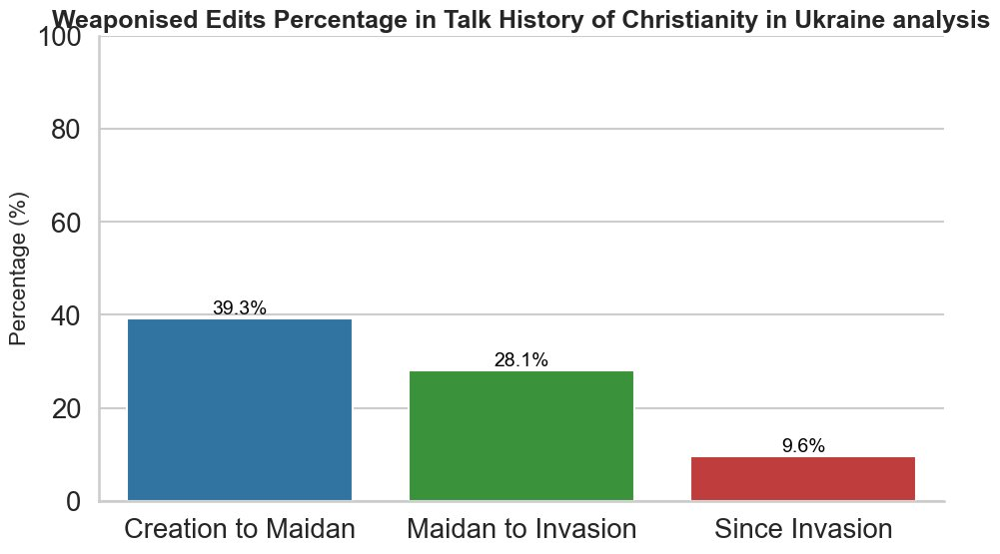 Weaponised Edits Percentage in Talk History of Christianity in Ukraine analysis
100
80
60
40
20
0
Percentage (%)
39.3%
28.1%
9.6%
Creation to Maidan
Maidan to Invasion
Since Invasion